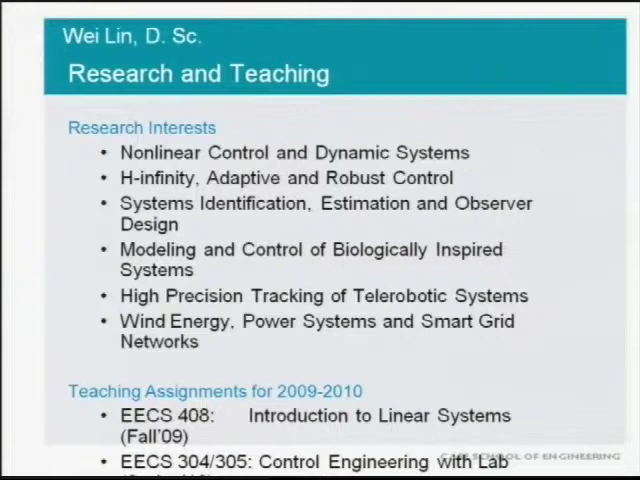 Wei Lin, D. Sc.
Research and Teaching
Research Interests
• Nonlinear Control and Dynamic Systems
• H-infinity, Adaptive and Robust Control
• Systems Identification, Estimation and Observer
Design
• Modeling and Control of Biologically Inspired
Systems
• High Precision Tracking of Telerobotic Systems
• Wind Energy, Power Systems and Smart Grid
Networks
Teaching Assignments for 2009-2010
• EECS 408: Introduction to Linear Systems
(Fall'09)
SCHOOL OF ENGINEERING
• EECS 304/305: Control Engineering with Lab